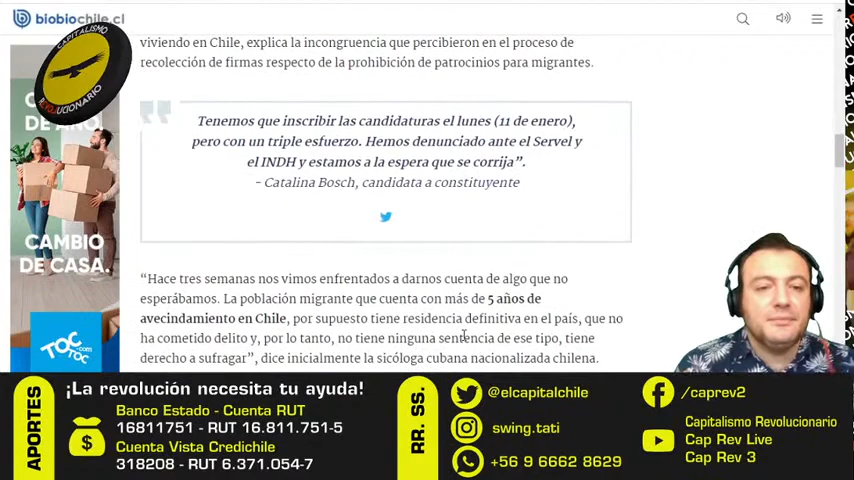 biobiochile.cl
CAPITALISMO
REVOLUCIONARIO
viviendo en Chile, explica la incongruencia que percibieron en el proceso de
recolección de firmas respecto de la prohibición de patrocinios para migrantes.
Tenemos que inscribir las candidaturas el lunes (11 de enero),
pero con un triple esfuerzo. Hemos denunciado ante el Servel y
el INDH y estamos a la espera que se corrija”.
- Catalina Bosch, candidata a constituyente
DE AÑO.
CAMBIO
DE CASA.
TOC
TOC
.com
“Hace tres semanas nos vimos enfrentados a darnos cuenta de algo que no
esperábamos. La población migrante que cuenta con más de 5 años de
avecindamiento en Chile, por supuesto tiene residencia definitiva en el país, que no
ha cometido delito y, por lo tanto, no tiene ninguna sentencia de ese tipo, tiene
derecho a sufragar”, dice inicialmente la sicóloga cubana nacionalizada chilena.
APORTES
¡La revolución necesita tu ayuda!
Banco Estado - Cuenta RUT
16811751 - RUT 16.811.751-5
Cuenta Vista Credichile
318208 - RUT 6.371.054-7
RR. SS.
@elcapitalchile
swing.tati
+56 9 6662 8629
/caprev2
Capitalismo Revolucionario
Cap Rev Live
Cap Rev 3